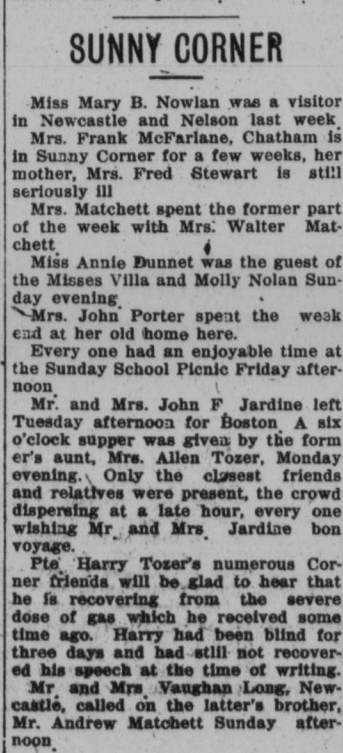 SUNNY CORNER
Miss Mary B. Nowlan was a visitor
in Newcastle and Nelson last week.
Mrs. Frank McFarlane, Chatham is
in Sunny Corner for a few weeks, her
mother, Mrs. Fred Stewart is still
seriously ill
Mrs. Matchett spent the former part
of the week with Mrs. Walter Mat-
chett.
Miss Annie Dunnet was the guest of
the Misses Villa and Molly Nolan Sun-
day evening.
Mrs. John Porter spent the weak
end at her old home here.
Every one had an enjoyable time at
the Sunday School Picnic Friday after-
noon.
Mr. and Mrs. John F Jardine left
Tuesday afternoon for Boston. A six
o'clock supper was given by the form
er's aunt, Mrs. Allen Tozer, Monday
evening. Only the closest friends
and relatives were present, the crowd
dispersing at a late hour, every one
wishing Mr. and Mrs. Jardine bon
voyage.
Pte. Harry Tozer's numerous Cor-
ner friends will be glad to hear that
he is recovering from the severe
dose of gas which he received some
time ago. Harry had been blind for
three days and had still not recover-
ed his speech at the time of writing.
Mr. and Mrs. Vaughan Long, New-
castle, called on the latter's brother,
Mr. Andrew Matchett Sunday after-
noon.